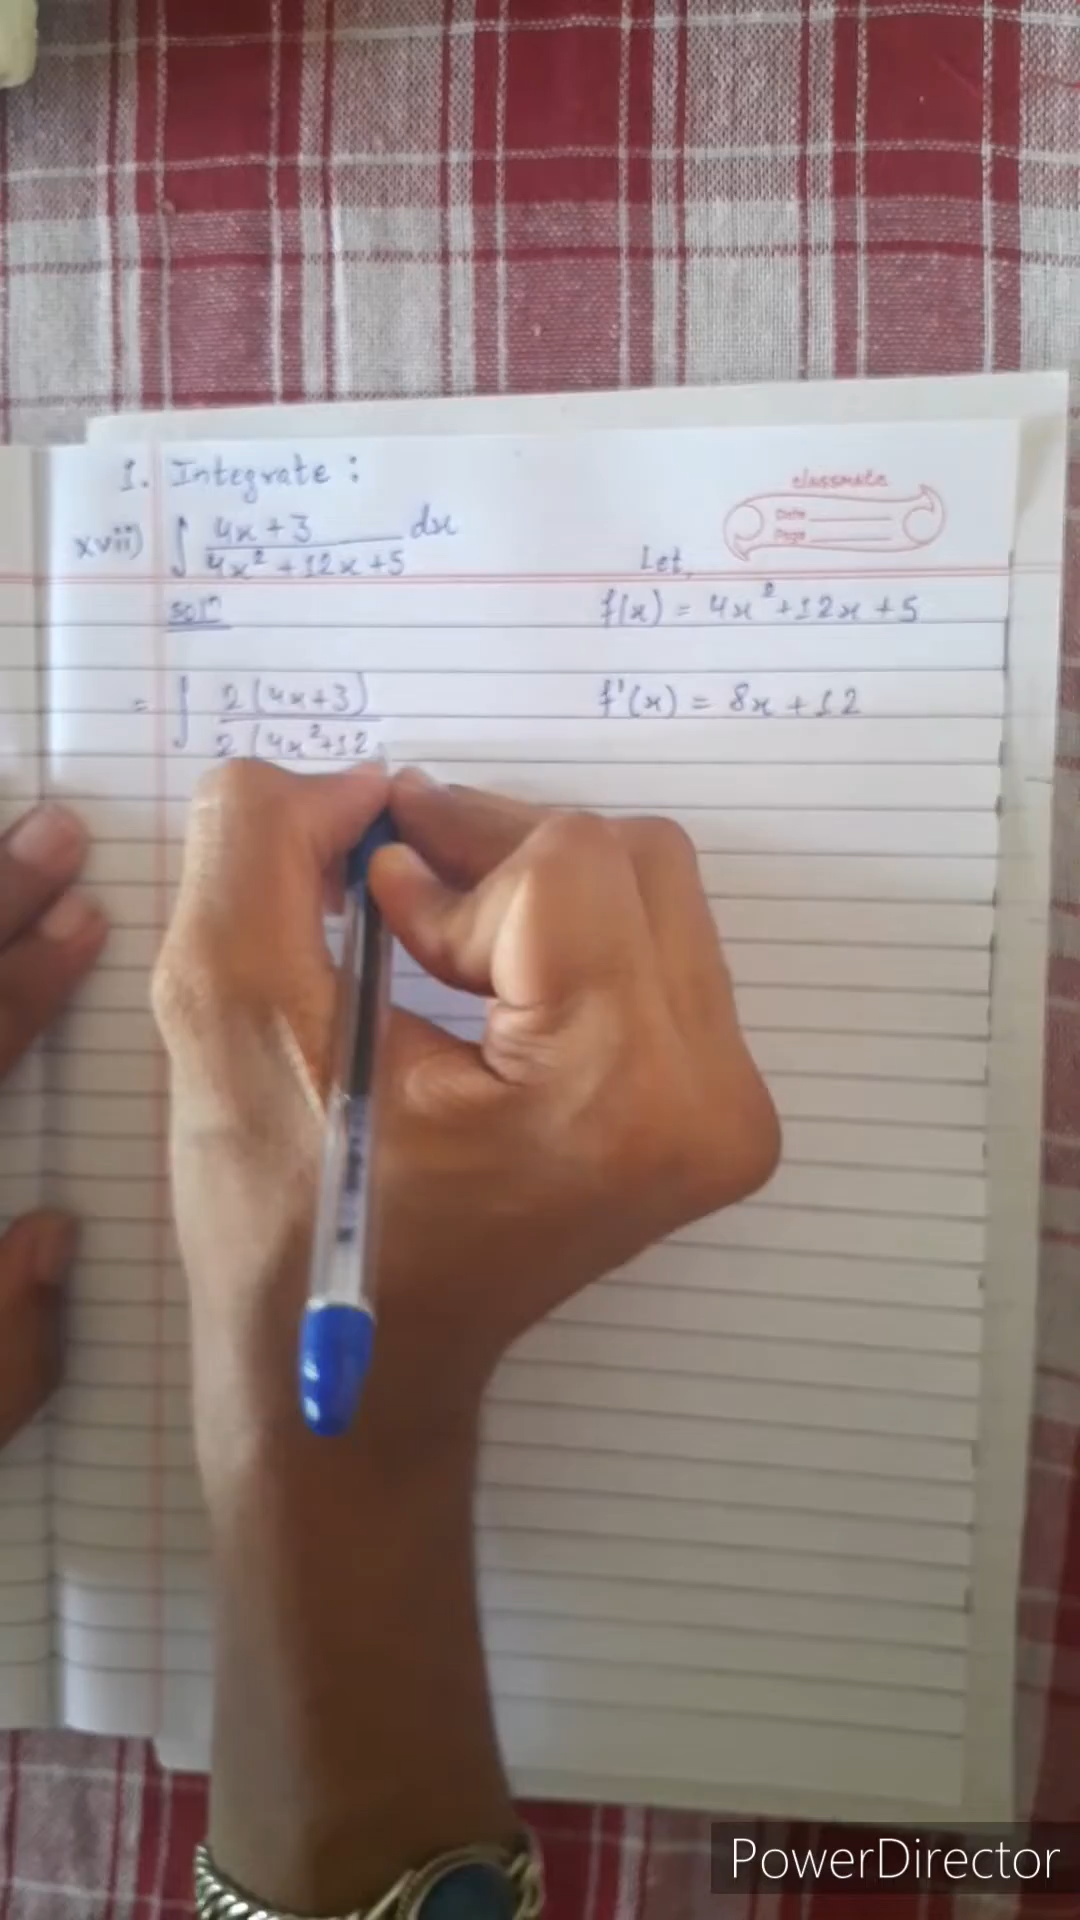 1. Integrate :
xvii) ∫ 4x+3 / 4x²+12x+5 dx
classmate
Date
Page
Let,
soln
f(x) = 4x²+12x+5
= ∫ 2(4x+3) / 2(4x²+12
f'(x) = 8x+12
PowerDirector